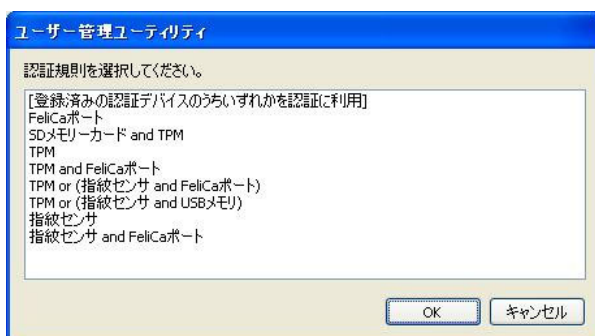 ユーザー管理ユーティリティ
認証規則を選択してください。
[登録済みの認証デバイスのうちいずれかを認証に利用]
FeliCaポート
SDメモリーカード and TPM
TPM
TPM and FeliCaポート
TPM or (指紋センサ and FeliCaポート)
TPM or (指紋センサ and USBメモリ)
指紋センサ
指紋センサ and FeliCaポート
OK
キャンセル